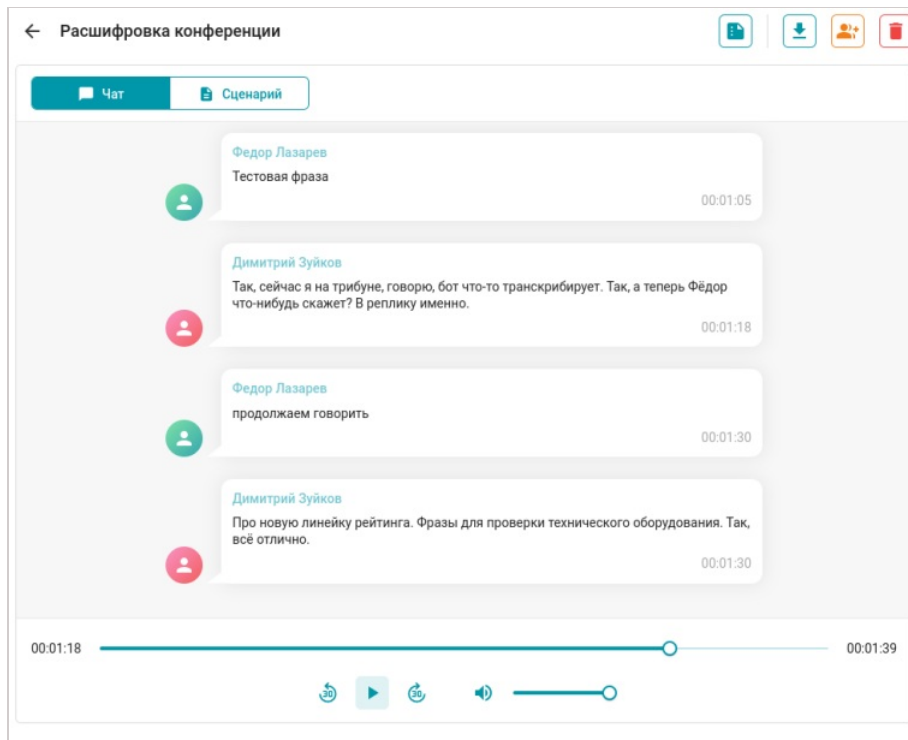 Расшифровка конференции
Чат
Сценарий
Федор Лазарев
Тестовая фраза
00:01:05
Димитрий Зуйков
Так, сейчас я на трибуне, говорю, бот что-то транскрибирует. Так, а теперь Фёдор
что-нибудь скажет? В реплику именно.
00:01:18
Федор Лазарев
продолжаем говорить
00:01:30
Димитрий Зуйков
Про новую линейку рейтинга. Фразы для проверки технического оборудования. Так,
всё отлично.
00:01:30
00:01:18
00:01:39
30
30